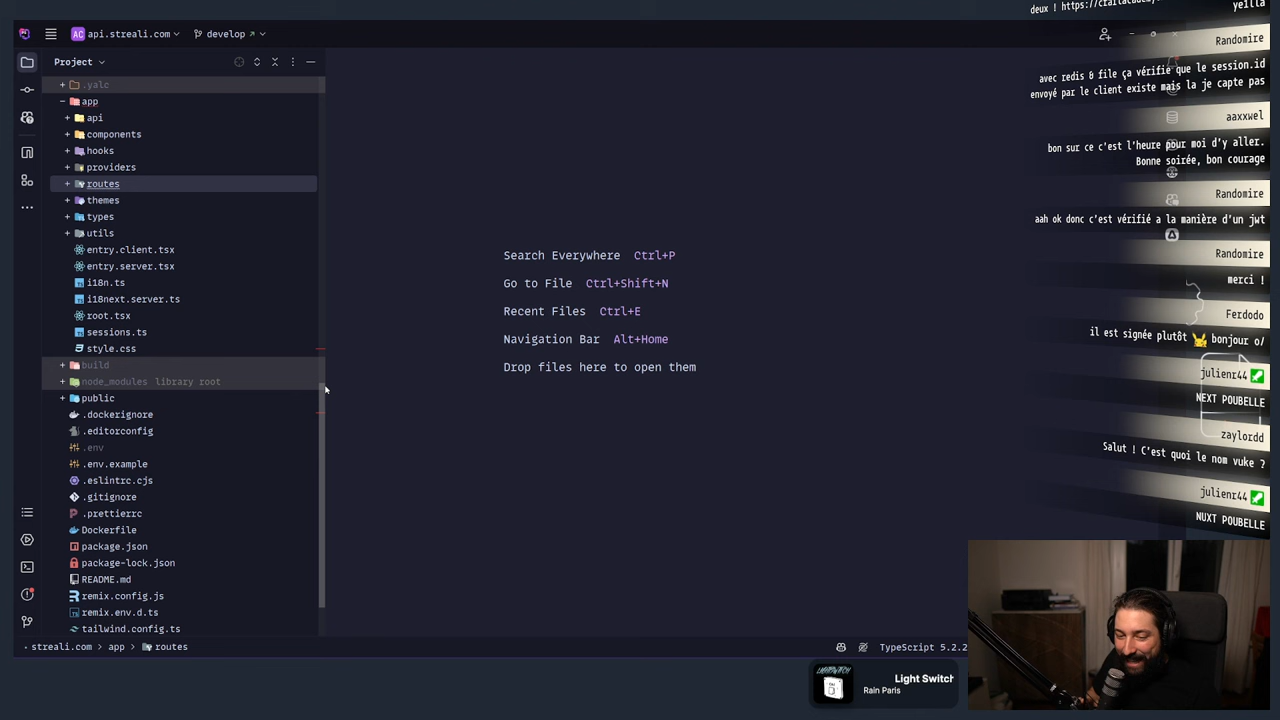 AC api.streali.com
develop
Project
.yalc
app
api
components
hooks
providers
routes
themes
types
utils
entry.client.tsx
entry.server.tsx
i18n.ts
i18next.server.ts
root.tsx
sessions.ts
style.css
build
node_modules library root
public
.dockerignore
.editorconfig
.env
.env.example
.eslintrc.cjs
.gitignore
.prettierrc
Dockerfile
package.json
package-lock.json
README.md
remix.config.js
remix.env.d.ts
tailwind.config.ts
streali.com > app > routes
Search Everywhere Ctrl+P
Go to File Ctrl+Shift+N
Recent Files Ctrl+E
Navigation Bar Alt+Home
Drop files here to open them
TypeScript 5.2.2
yeilla
Randomire
avec redis & file ça vérifie que le session.id
envoyé par le client existe mais la je capte pas
aaxxwel
bon sur ce c'est l'heure pour moi d'y aller.
Bonne soirée, bon courage
Randomire
aah ok donc c'est vérifié a la manière d'un jwt
Randomire
merci !
Ferdodo
il est signée plutôt bonjour o/
julienr44
NEXT POUBELLE
zaylordd
Salut ! C'est quoi le nom vuke ?
julienr44
NUXT POUBELLE
LIGHTSWITCH
Light Switch
Rain Paris